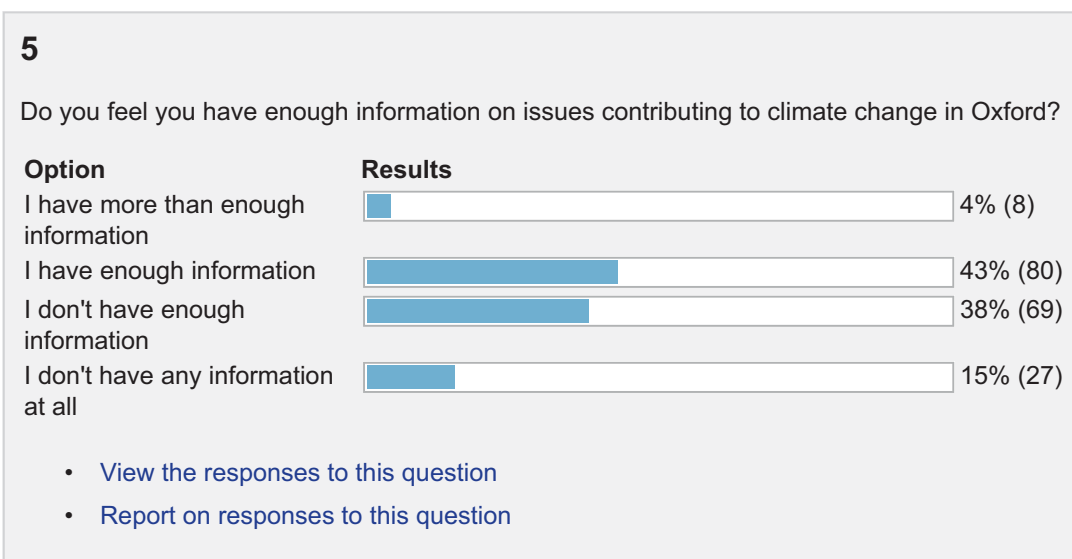 5
Do you feel you have enough information on issues contributing to climate change in Oxford?
Option Results
I have more than enough information 4% (8)
I have enough information 43% (80)
I don't have enough information 38% (69)
I don't have any information at all 15% (27)
• View the responses to this question
• Report on responses to this question